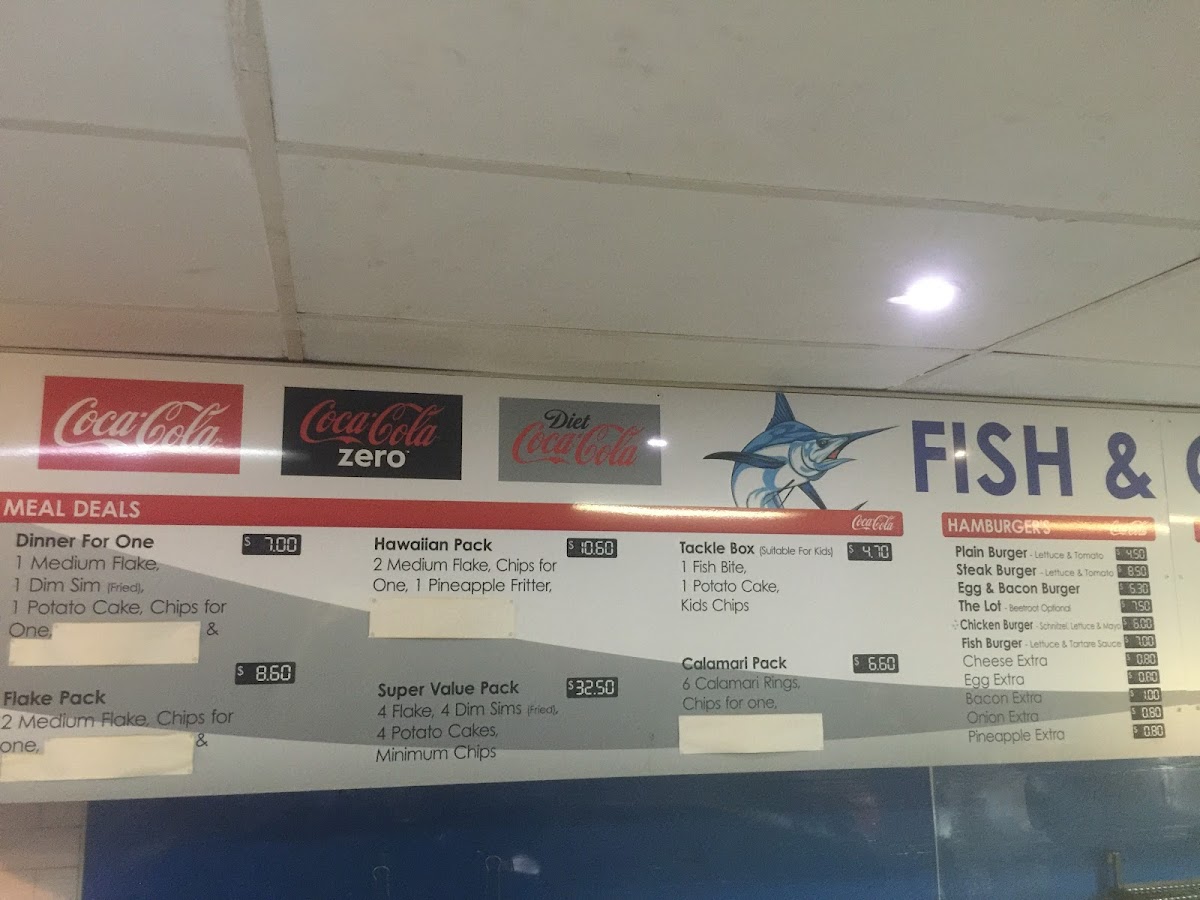 Coca-Cola
Coca-Cola
zero
Diet
Coca-Cola
FISH &
MEAL DEALS
Coca-Cola
Dinner For One $ 7.00
1 Medium Flake,
1 Dim Sim (Fried),
1 Potato Cake, Chips for
One, &
Flake Pack $ 8.60
2 Medium Flake, Chips for
one, &
Hawaiian Pack $ 10.60
2 Medium Flake, Chips for
One, 1 Pineapple Fritter,
Super Value Pack $ 32.50
4 Flake, 4 Dim Sims (Fried),
4 Potato Cakes,
Minimum Chips
Tackle Box (Suitable For Kids) $ 4.70
1 Fish Bite,
1 Potato Cake,
Kids Chips
Calamari Pack $ 6.60
6 Calamari Rings,
Chips for one,
HAMBURGER'S Coca-Cola
Plain Burger - Lettuce & Tomato $ 4.50
Steak Burger - Lettuce & Tomato $ 8.50
Egg & Bacon Burger $ 6.30
The Lot - Beetroot Optional $ 7.50
Chicken Burger - Schnitzel, Lettuce & Mayo $ 6.00
Fish Burger - Lettuce & Tartare Sauce $ 7.00
Cheese Extra $ 0.80
Egg Extra $ 0.80
Bacon Extra $ 1.00
Onion Extra $ 0.80
Pineapple Extra $ 0.80